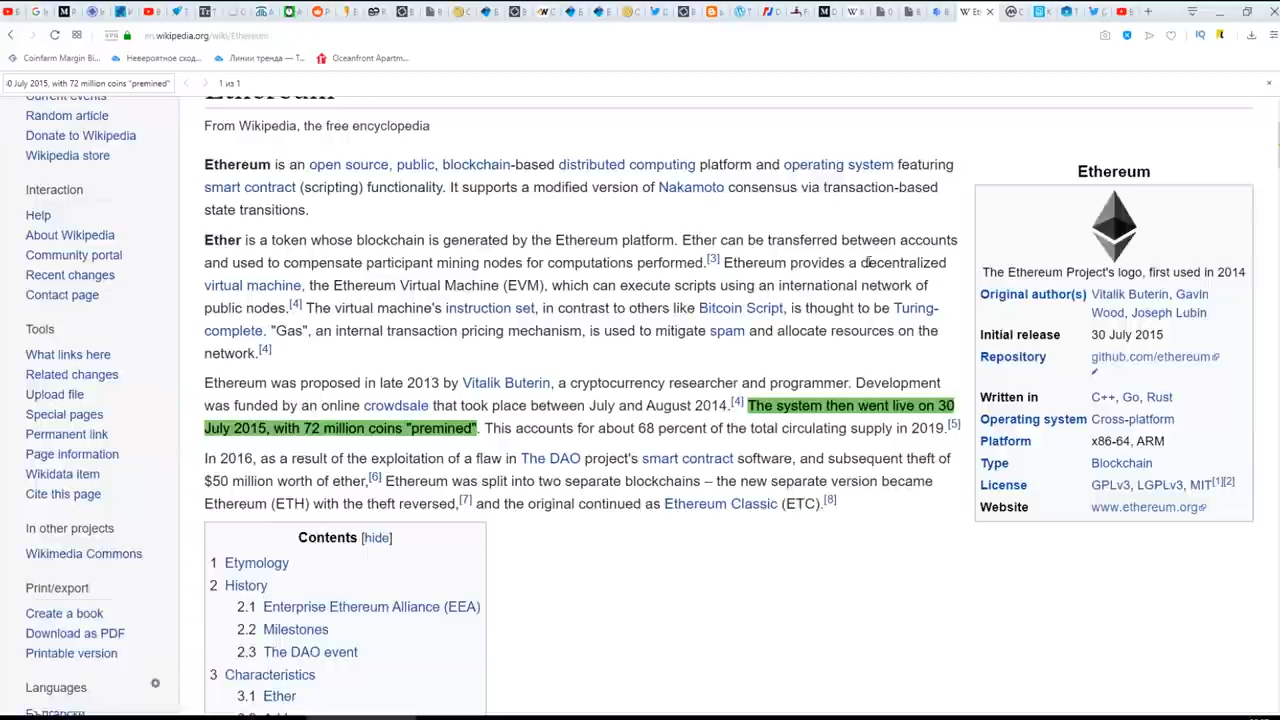 en.wikipedia.org/wiki/Ethereum
Coinfarm Margin Bi...
Невероятное сход...
Линии тренда — Т...
Oceanfront Apartm...
0 July 2015, with 72 million coins "premined"
1 из 1
Current events
Random article
Donate to Wikipedia
Wikipedia store
Interaction
Help
About Wikipedia
Community portal
Recent changes
Contact page
Tools
What links here
Related changes
Upload file
Special pages
Permanent link
Page information
Wikidata item
Cite this page
In other projects
Wikimedia Commons
Print/export
Create a book
Download as PDF
Printable version
Languages
Ethereum
From Wikipedia, the free encyclopedia
Ethereum is an open source, public, blockchain-based distributed computing platform and operating system featuring
smart contract (scripting) functionality. It supports a modified version of Nakamoto consensus via transaction-based
state transitions.
Ether is a token whose blockchain is generated by the Ethereum platform. Ether can be transferred between accounts
and used to compensate participant mining nodes for computations performed.[3] Ethereum provides a decentralized
virtual machine, the Ethereum Virtual Machine (EVM), which can execute scripts using an international network of
public nodes.[4] The virtual machine's instruction set, in contrast to others like Bitcoin Script, is thought to be Turing-
complete. "Gas", an internal transaction pricing mechanism, is used to mitigate spam and allocate resources on the
network.[4]
Ethereum was proposed in late 2013 by Vitalik Buterin, a cryptocurrency researcher and programmer. Development
was funded by an online crowdsale that took place between July and August 2014.[4] The system then went live on 30
July 2015, with 72 million coins "premined". This accounts for about 68 percent of the total circulating supply in 2019.[5]
In 2016, as a result of the exploitation of a flaw in The DAO project's smart contract software, and subsequent theft of
$50 million worth of ether,[6] Ethereum was split into two separate blockchains – the new separate version became
Ethereum (ETH) with the theft reversed,[7] and the original continued as Ethereum Classic (ETC).[8]
Contents [hide]
1 Etymology
2 History
2.1 Enterprise Ethereum Alliance (EEA)
2.2 Milestones
2.3 The DAO event
3 Characteristics
3.1 Ether
Ethereum
The Ethereum Project's logo, first used in 2014
Original author(s) Vitalik Buterin, Gavin
Wood, Joseph Lubin
Initial release 30 July 2015
Repository github.com/ethereum
Written in C++, Go, Rust
Operating system Cross-platform
Platform x86-64, ARM
Type Blockchain
License GPLv3, LGPLv3, MIT[1][2]
Website www.ethereum.org